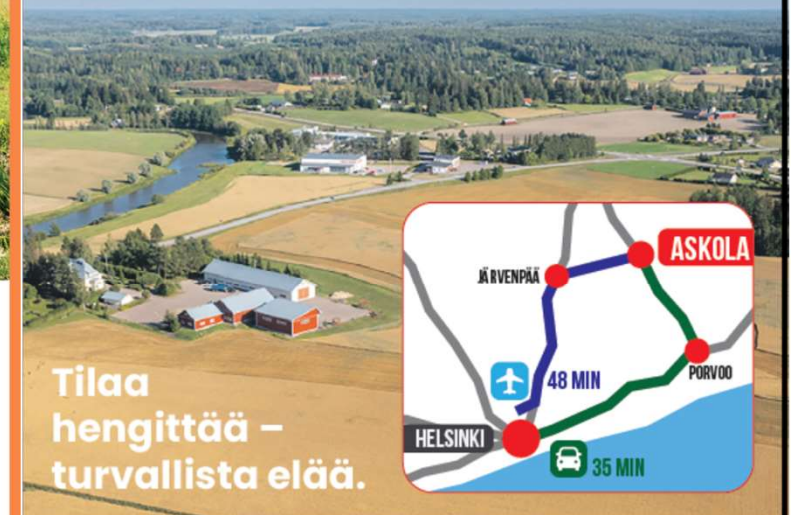 Tilaa
hengittää –
turvallista elää.
ASKOLA
JÄRVENPÄÄ
PORVOO
48 MIN
HELSINKI
35 MIN